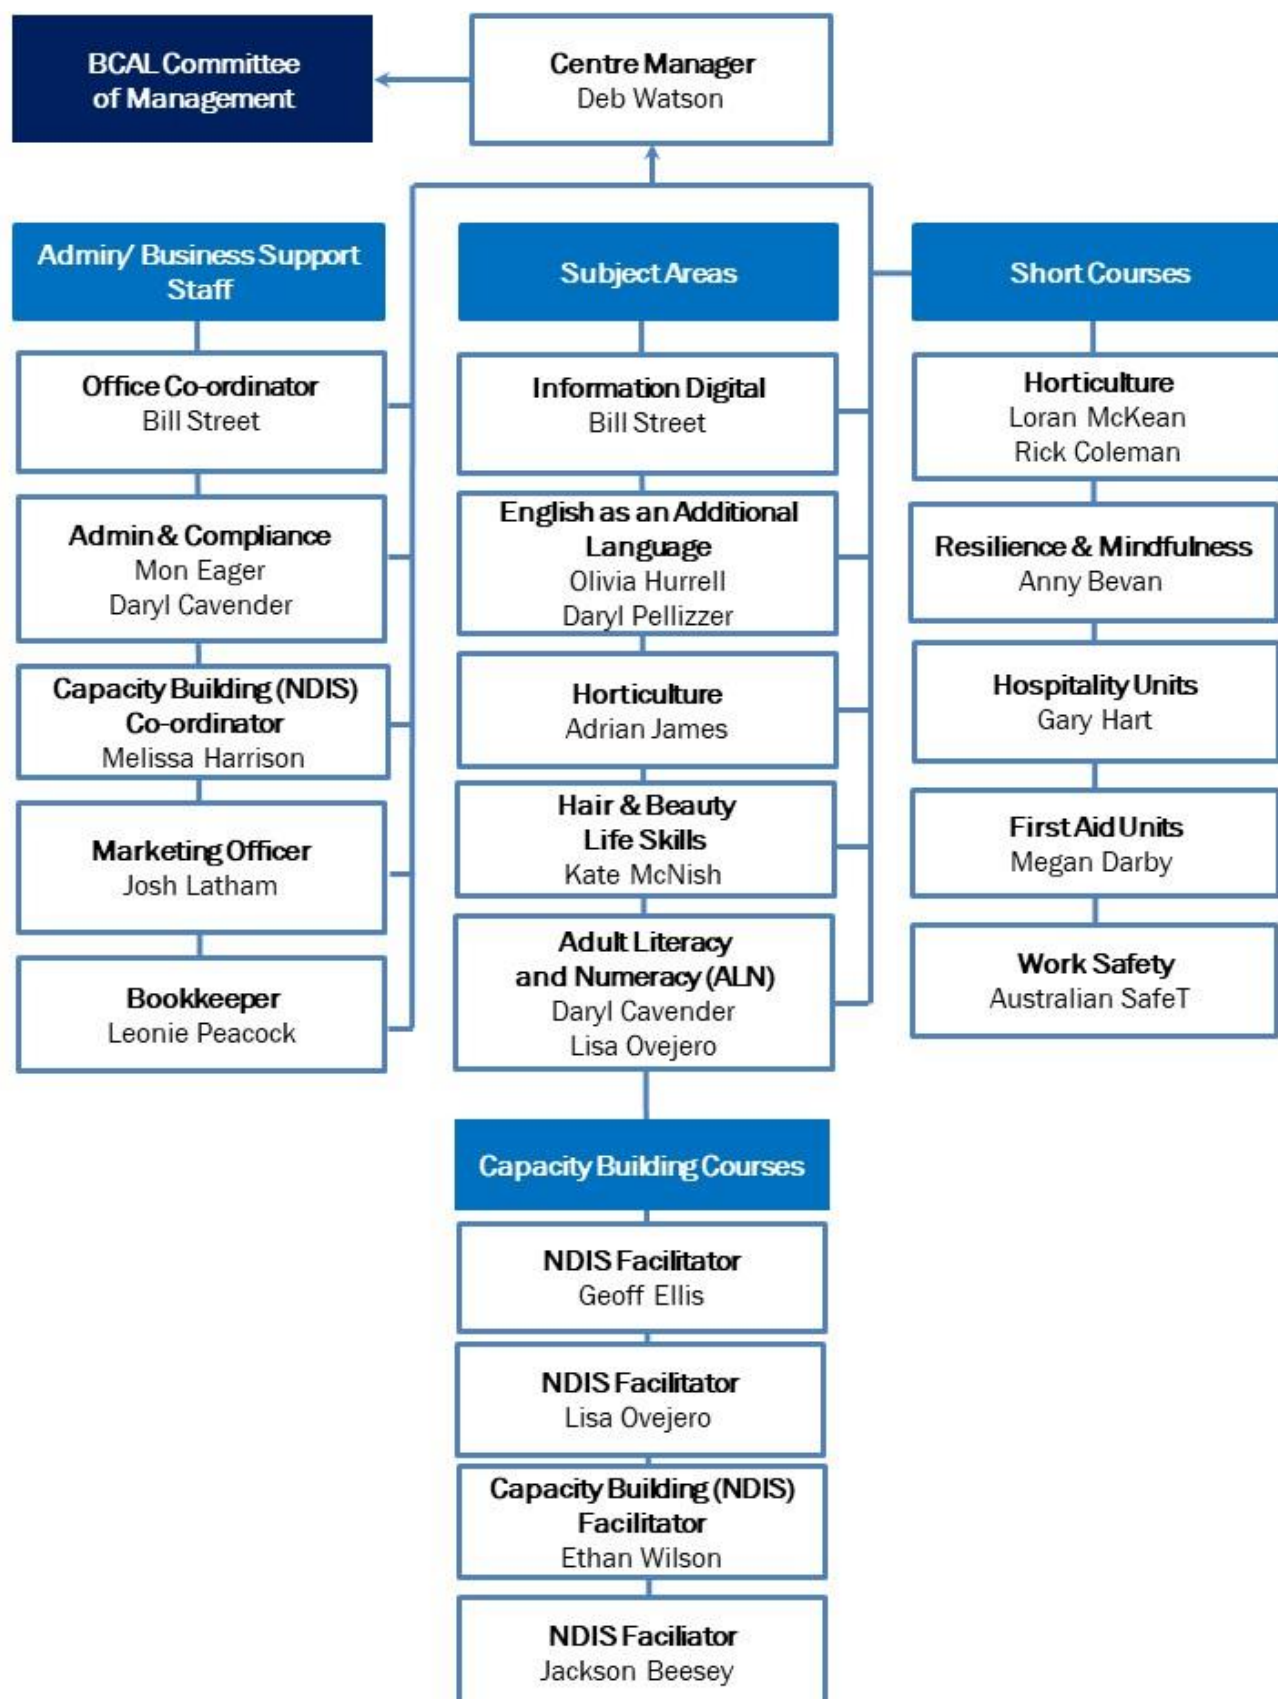 BCAL Committee
of Management
Centre Manager
Deb Watson
Admin/ Business Support
Staff
Office Co-ordinator
Bill Street
Admin & Compliance
Mon Eager
Daryl Cavender
Capacity Building (NDIS)
Co-ordinator
Melissa Harrison
Marketing Officer
Josh Latham
Bookkeeper
Leonie Peacock
Subject Areas
Information Digital
Bill Street
English as an Additional
Language
Olivia Hurrell
Daryl Pellizzer
Horticulture
Adrian James
Hair & Beauty
Life Skills
Kate McNish
Adult Literacy
and Numeracy (ALN)
Daryl Cavender
Lisa Ovejero
Capacity Building Courses
NDIS Facilitator
Geoff Ellis
NDIS Facilitator
Lisa Ovejero
Capacity Building (NDIS)
Facilitator
Ethan Wilson
NDIS Faciliator
Jackson Beesey
Short Courses
Horticulture
Loran McKean
Rick Coleman
Resilience & Mindfulness
Anny Bevan
Hospitality Units
Gary Hart
First Aid Units
Megan Darby
Work Safety
Australian SafeT